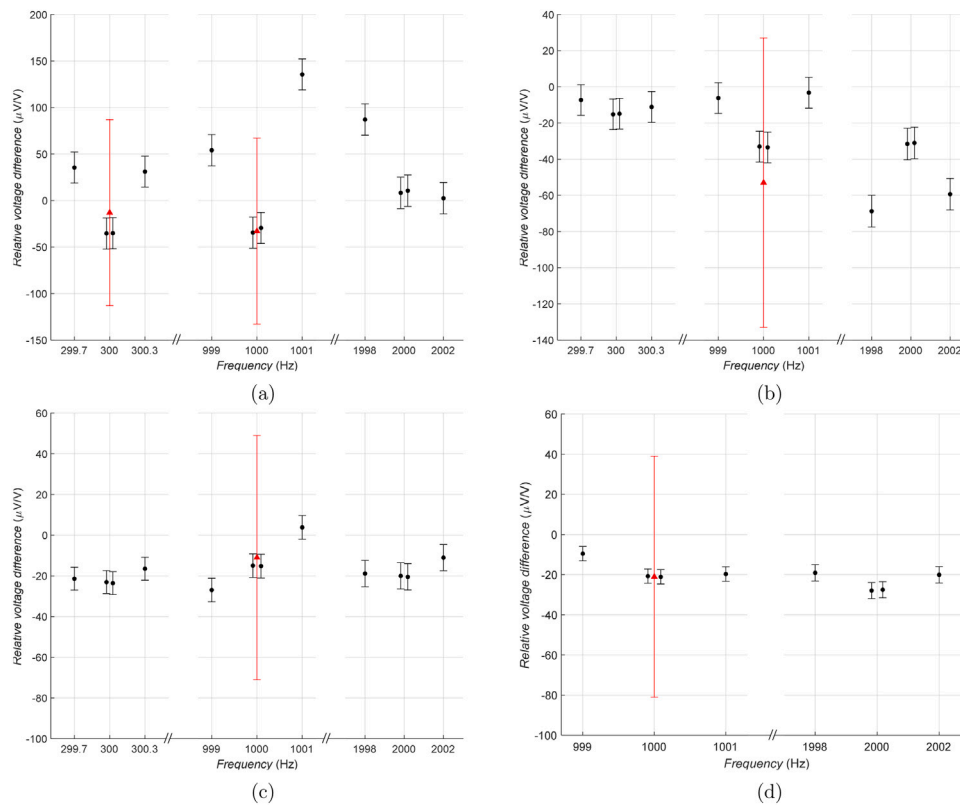 200
150
100
50
0
-50
-100
-150
Relative voltage difference (μV/V)
299.7 300 300.3 // 999 1000 1001 // 1998 2000 2002
Frequency (Hz)
(a)
40
20
0
-20
-40
-60
-80
-100
-120
-140
Relative voltage difference (μV/V)
299.7 300 300.3 // 999 1000 1001 // 1998 2000 2002
Frequency (Hz)
(b)
60
40
20
0
-20
-40
-60
-80
-100
Relative voltage difference (μV/V)
299.7 300 300.3 // 999 1000 1001 // 1998 2000 2002
Frequency (Hz)
(c)
60
40
20
0
-20
-40
-60
-80
-100
Relative voltage difference (μV/V)
999 1000 1001 // 1998 2000 2002
Frequency (Hz)
(d)